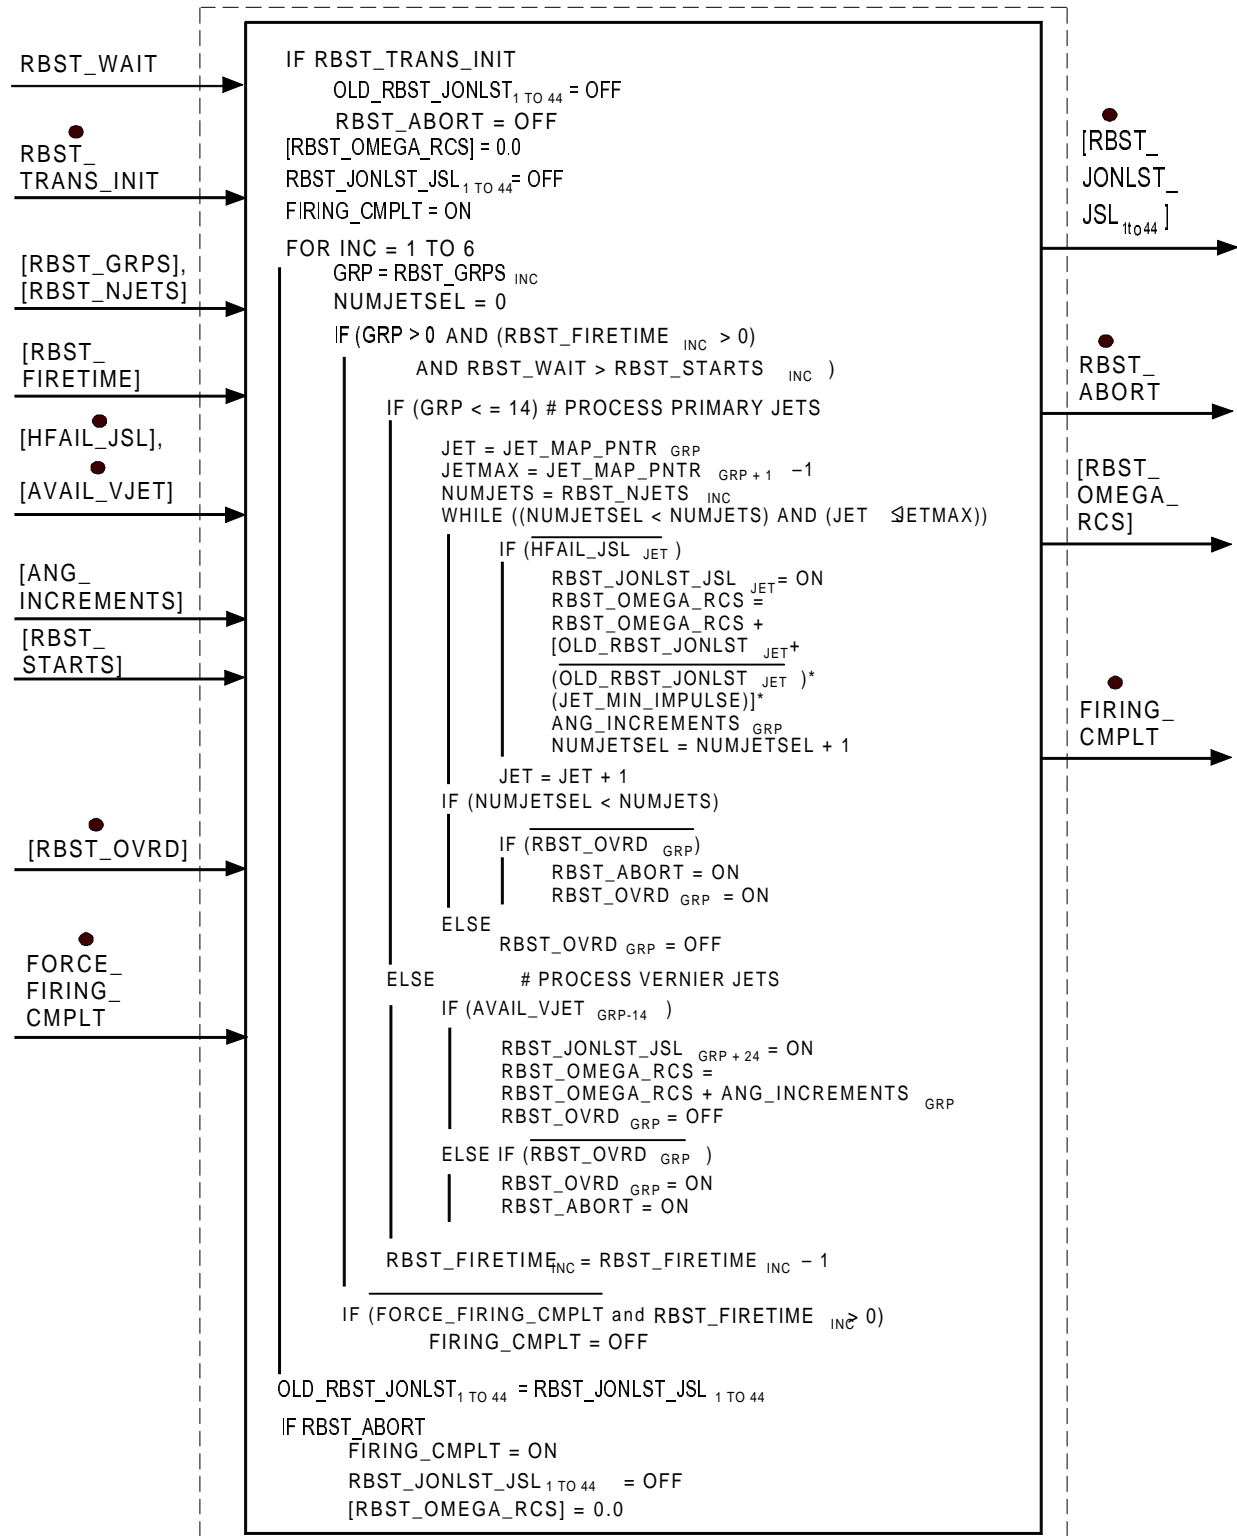 RBST_WAIT
RBST_
TRANS_INIT
[RBST_GRPS],
[RBST_NJETS]
[RBST_
FIRETIME]
[HFAIL_JSL],
[AVAIL_VJET]
[ANG_
INCREMENTS]
[RBST_
STARTS]
[RBST_OVRD]
FORCE_
FIRING_
CMPLT
IF RBST_TRANS_INIT
OLD_RBST_JONLST 1 TO 44 = OFF
RBST_ABORT = OFF
[RBST_OMEGA_RCS] = 0.0
RBST_JONLST_JSL 1 TO 44 = OFF
FIRING_CMPLT = ON
FOR INC = 1 TO 6
GRP = RBST_GRPS INC
NUMJETSEL = 0
IF (GRP > 0 AND (RBST_FIRETIME INC > 0)
AND RBST_WAIT > RBST_STARTS INC )
IF (GRP < = 14) # PROCESS PRIMARY JETS
JET = JET_MAP_PNTR GRP
JETMAX = JET_MAP_PNTR GRP + 1 –1
NUMJETS = RBST_NJETS INC
WHILE ((NUMJETSEL < NUMJETS) AND (JET ≤JETMAX))
IF (HFAIL_JSL JET )
RBST_JONLST_JSL JET = ON
RBST_OMEGA_RCS =
RBST_OMEGA_RCS +
[OLD_RBST_JONLST JET +
(OLD_RBST_JONLST JET )*
(JET_MIN_IMPULSE)]*
ANG_INCREMENTS GRP
NUMJETSEL = NUMJETSEL + 1
JET = JET + 1
IF (NUMJETSEL < NUMJETS)
IF (RBST_OVRD GRP)
RBST_ABORT = ON
RBST_OVRD GRP = ON
ELSE
RBST_OVRD GRP = OFF
ELSE # PROCESS VERNIER JETS
IF (AVAIL_VJET GRP-14 )
RBST_JONLST_JSL GRP + 24 = ON
RBST_OMEGA_RCS =
RBST_OMEGA_RCS + ANG_INCREMENTS GRP
RBST_OVRD GRP = OFF
ELSE IF (RBST_OVRD GRP )
RBST_OVRD GRP = ON
RBST_ABORT = ON
RBST_FIRETIME INC = RBST_FIRETIME INC – 1
IF (FORCE_FIRING_CMPLT and RBST_FIRETIME INC > 0)
FIRING_CMPLT = OFF
OLD_RBST_JONLST 1 TO 44 = RBST_JONLST_JSL 1 TO 44
IF RBST_ABORT
FIRING_CMPLT = ON
RBST_JONLST_JSL 1 TO 44 = OFF
[RBST_OMEGA_RCS] = 0.0
[RBST_
JONLST_
JSL 1to44 ]
RBST_
ABORT
[RBST_
OMEGA_
RCS]
FIRING_
CMPLT